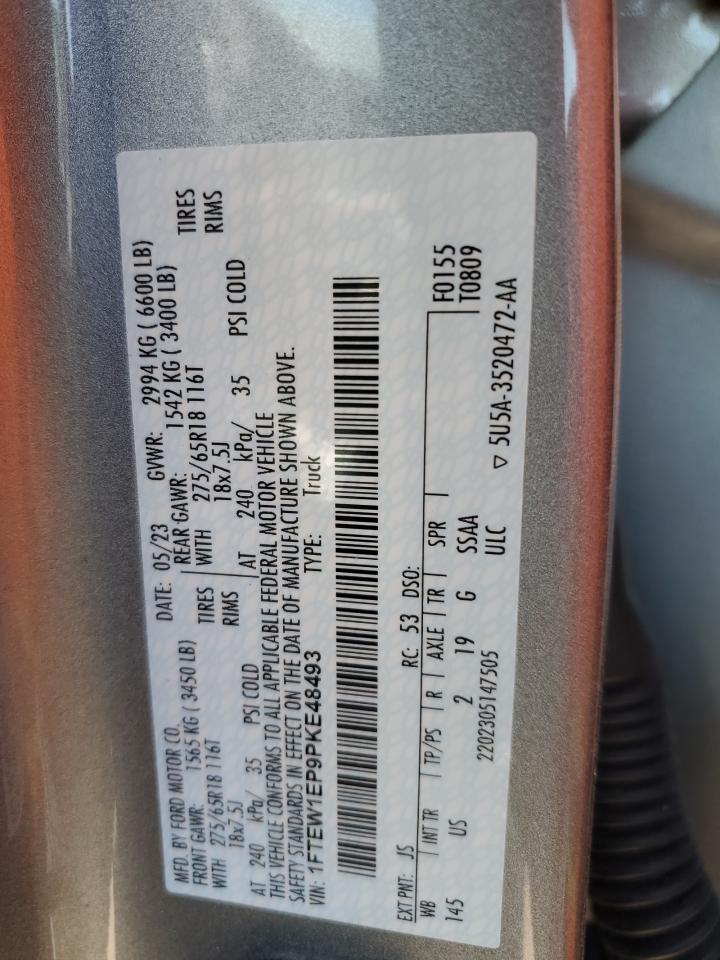 MFD. BY FORD MOTOR CO. DATE: 05/23 GVWR: 2994 KG ( 6600 LB)
FRONT GAWR: 1565 KG ( 3450 LB) REAR GAWR: 1542 KG ( 3400 LB)
WITH 275/65R18 116T TIRES WITH 275/65R18 116T TIRES
18x7.5J RIMS 18x7.5J RIMS
AT 240 kPa/ 35 PSI COLD AT 240 kPa/ 35 PSI COLD
THIS VEHICLE CONFORMS TO ALL APPLICABLE FEDERAL MOTOR VEHICLE
SAFETY STANDARDS IN EFFECT ON THE DATE OF MANUFACTURE SHOWN ABOVE.
VIN: 1FTEW1EP9PKE48493 TYPE: Truck
EXT PNT: JS RC: 53 DSO: F0155
WB INT TR TP/PS R AXLE TR SPR T0809
145 US 2 19 G SSAA
2202305147505 ULC ▽ 5U5A-3520472-AA